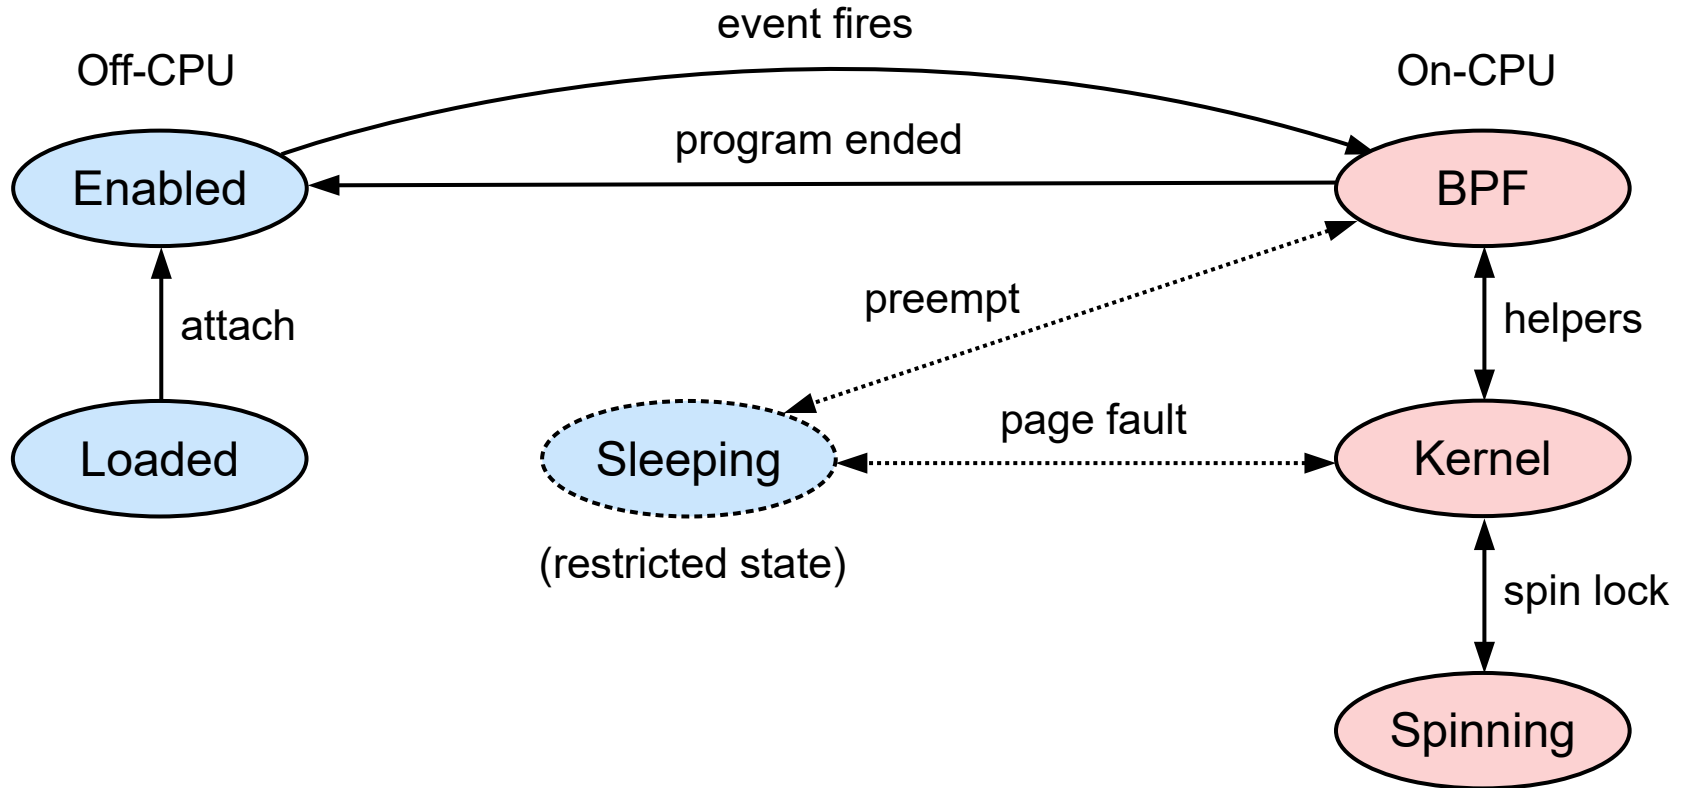 event fires
Off-CPU
On-CPU
program ended
Enabled
BPF
preempt
helpers
attach
page fault
Loaded
Sleeping
Kernel
(restricted state)
spin lock
Spinning